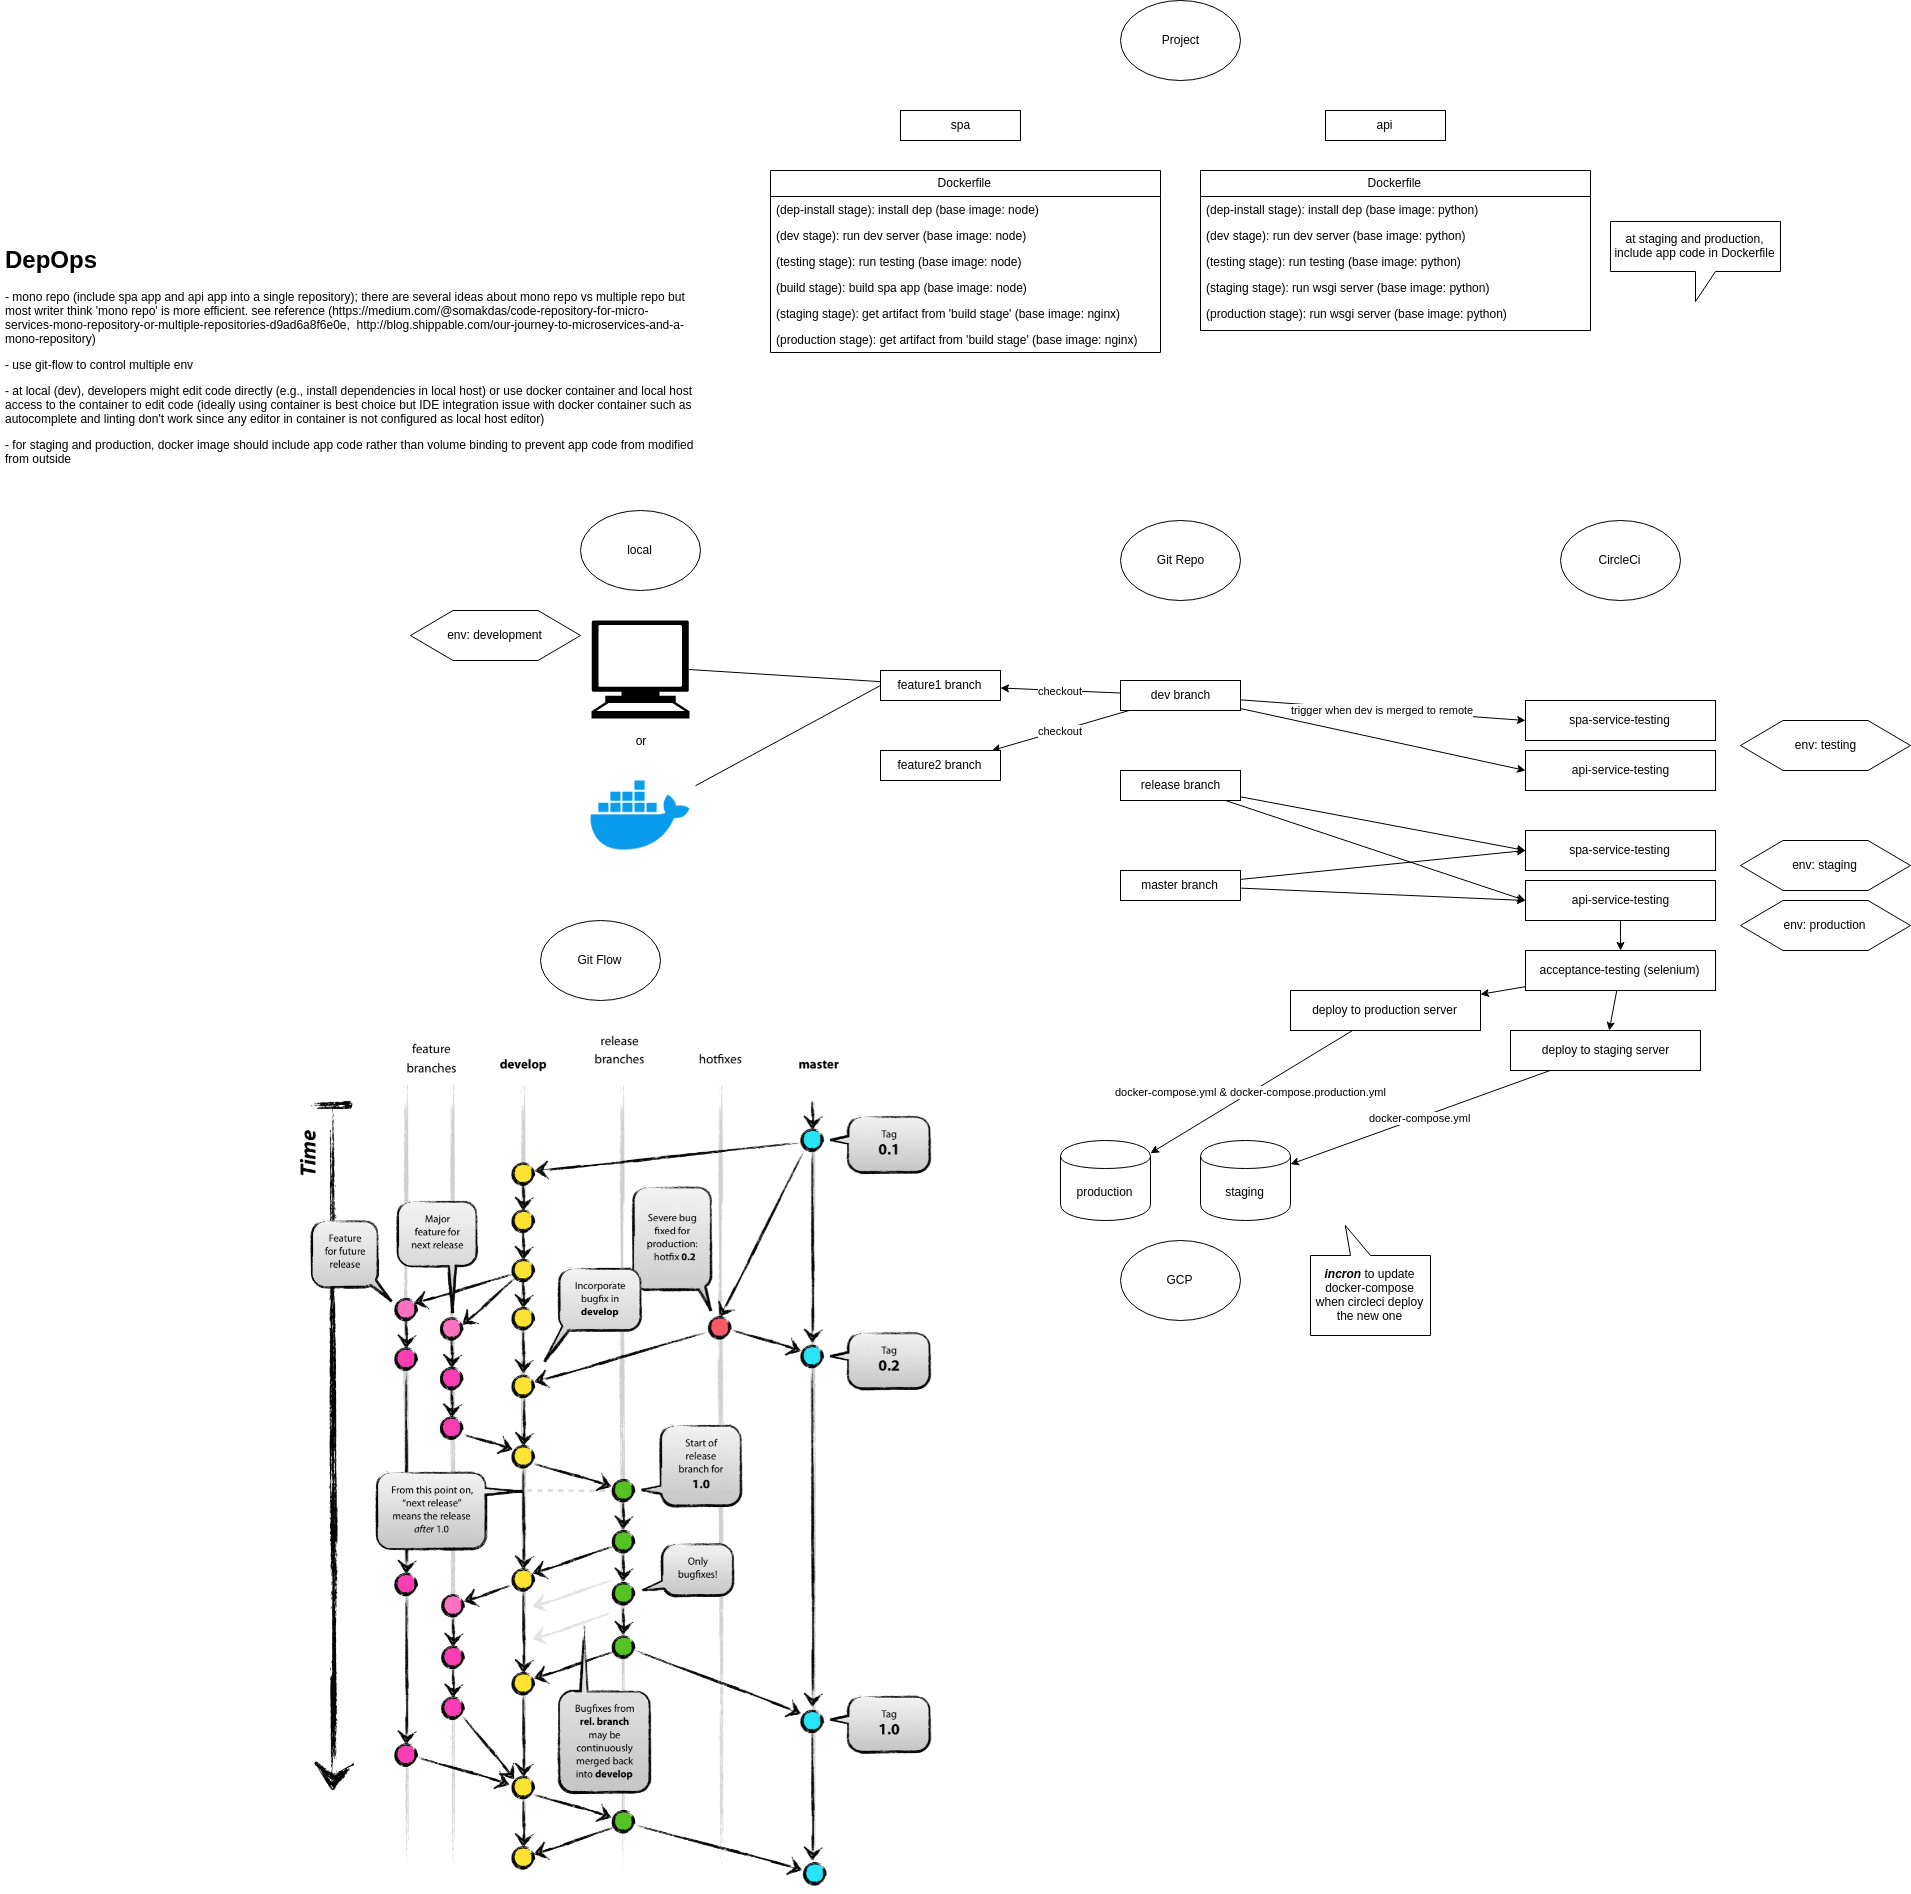 Project
spa
api
Dockerfile
(dep-install stage): install dep (base image: node)
(dev stage): run dev server (base image: node)
(testing stage): run testing (base image: node)
(build stage): build spa app (base image: node)
(staging stage): get artifact from 'build stage' (base image: nginx)
(production stage): get artifact from 'build stage' (base image: nginx)
Dockerfile
(dep-install stage): install dep (base image: python)
(dev stage): run dev server (base image: python)
(testing stage): run testing (base image: python)
(staging stage): run wsgi server (base image: python)
(production stage): run wsgi server (base image: python)
at staging and production,
include app code in Dockerfile
DepOps
- mono repo (include spa app and api app into a single repository); there are several ideas about mono repo vs multiple repo but
most writer think 'mono repo' is more efficient. see reference (https://medium.com/@somakdas/code-repository-for-micro-
services-mono-repository-or-multiple-repositories-d9ad6a8f6e0e,  http://blog.shippable.com/our-journey-to-microservices-and-a-
mono-repository)
- use git-flow to control multiple env
- at local (dev), developers might edit code directly (e.g., install dependencies in local host) or use docker container and local host
access to the container to edit code (ideally using container is best choice but IDE integration issue with docker container such as
autocomplete and linting don't work since any editor in container is not configured as local host editor)
- for staging and production, docker image should include app code rather than volume binding to prevent app code from modified
from outside
local
Git Repo
CircleCi
env: development
or
feature1 branch
feature2 branch
checkout
checkout
dev branch
release branch
master branch
trigger when dev is merged to remote
spa-service-testing
api-service-testing
env: testing
spa-service-testing
api-service-testing
env: staging
env: production
acceptance-testing (selenium)
deploy to production server
deploy to staging server
docker-compose.yml & docker-compose.production.yml
docker-compose.yml
production
staging
GCP
incron to update
docker-compose
when circleci deploy
the new one
Git Flow
feature
branches
develop
release
branches
hotfixes
master
Time
Tag
0.1
Feature
for future
release
Major
feature for
next release
Severe bug
fixed for
production:
hotfix 0.2
Incorporate
bugfix in
develop
Tag
0.2
Start of
release
branch for
1.0
From this point on,
“next release”
means the release
after 1.0
Only
bugfixes!
Bugfixes from
rel. branch
may be
continuously
merged back
into develop
Tag
1.0